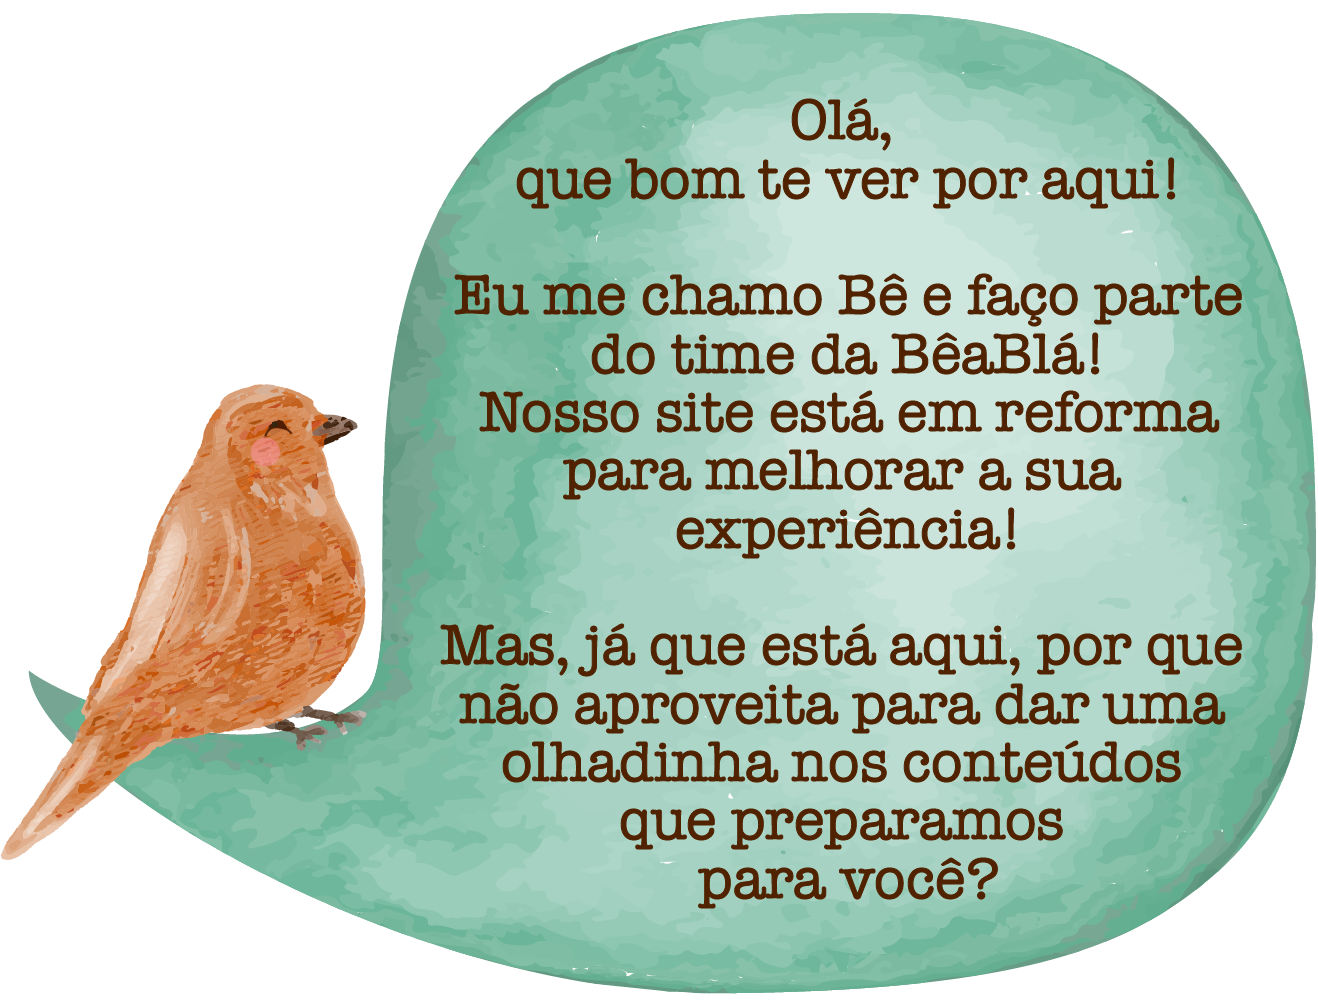 Olá,
que bom te ver por aqui!
Eu me chamo Bê e faço parte
do time da BêaBlá!
Nosso site está em reforma
para melhorar a sua
experiência!
Mas, já que está aqui, por que
não aproveita para dar uma
olhadinha nos conteúdos
que preparamos
para você?